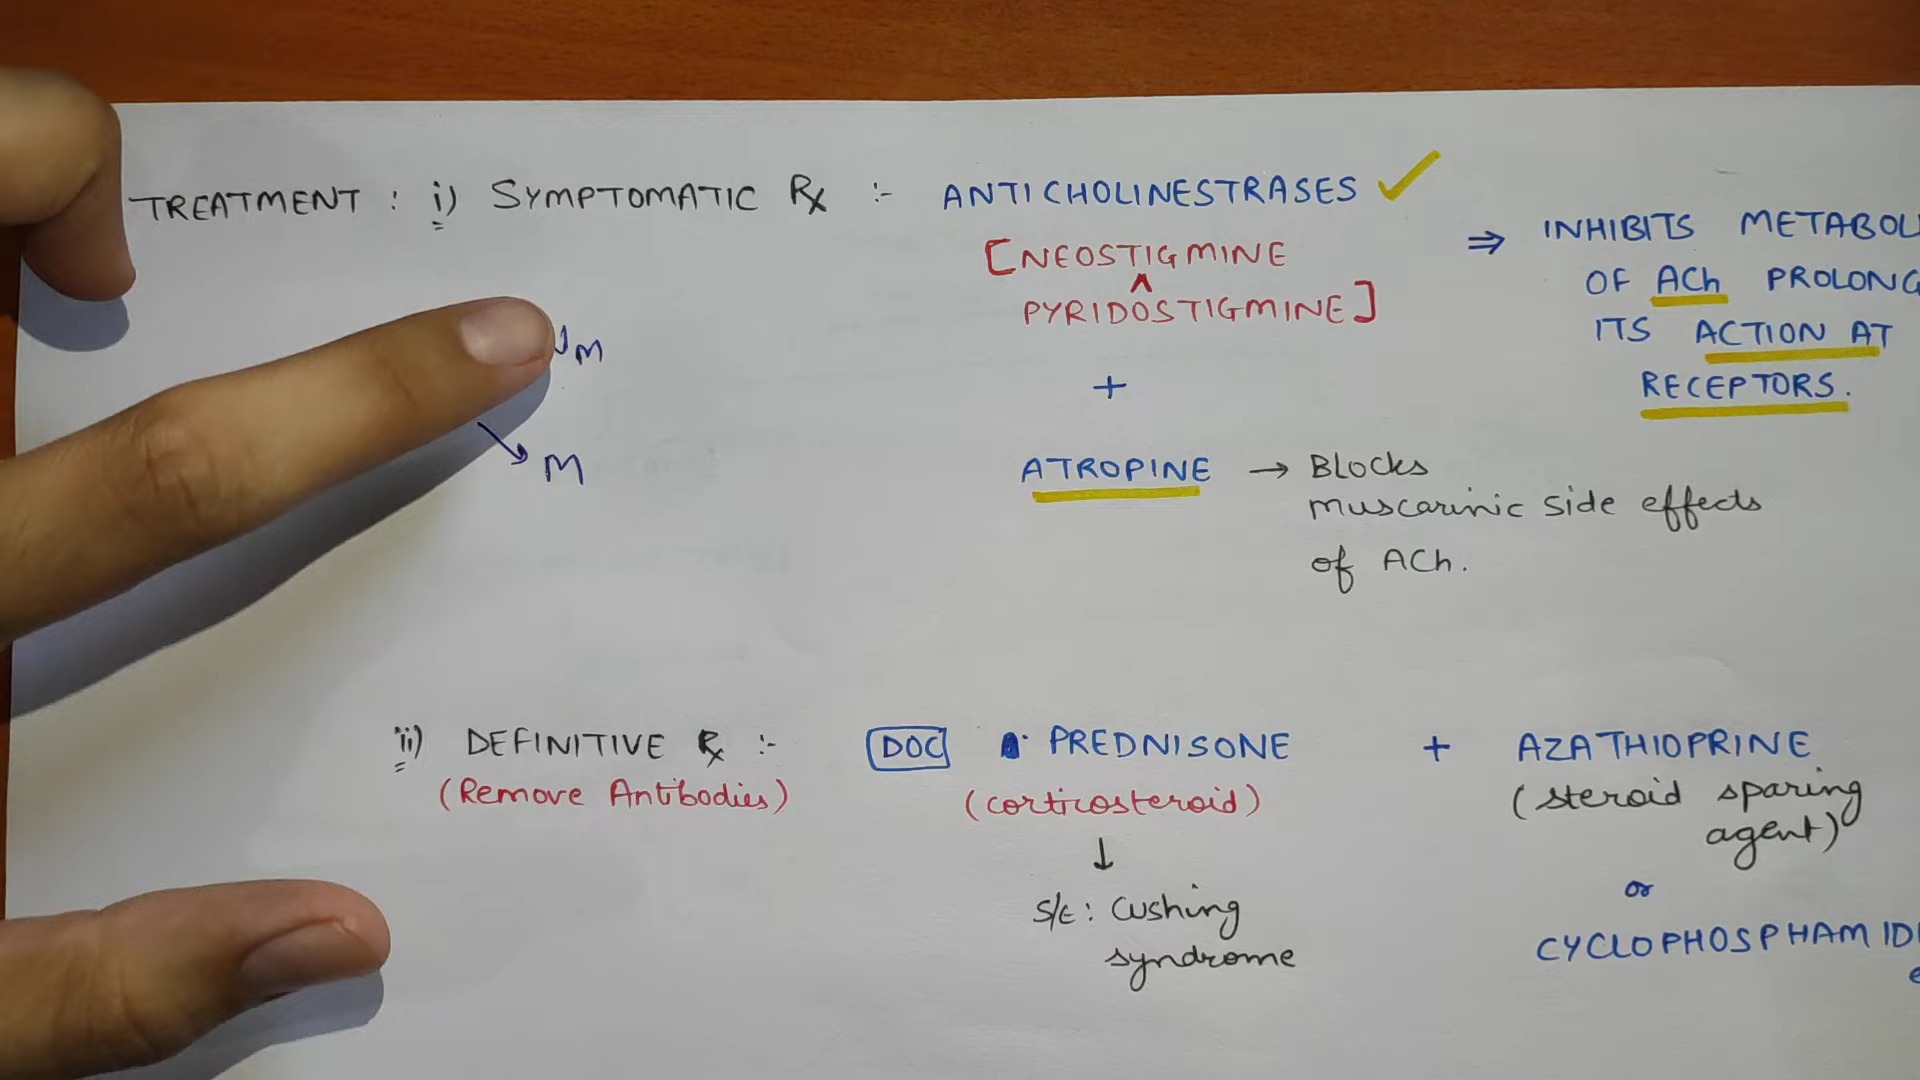 TREATMENT : i) SYMPTOMATIC Rx :- ANTICHOLINESTRASES ✓
[NEOSTIGMINE
^
PYRIDOSTIGMINE]
⇒ INHIBITS METABOL
OF ACh PROLONG
ITS ACTION AT
RECEPTORS.
M
M
+
ATROPINE → BLOCKS
muscarinic side effects
of ACh.
ii) DEFINITIVE Rx :- DOC PREDNISONE + AZATHIOPRINE
(Remove Antibodies) (corticosteroid) (steroid sparing
agent)
↓
S/E : Cushing
syndrome
or
CYCLOPHOSPHAMID